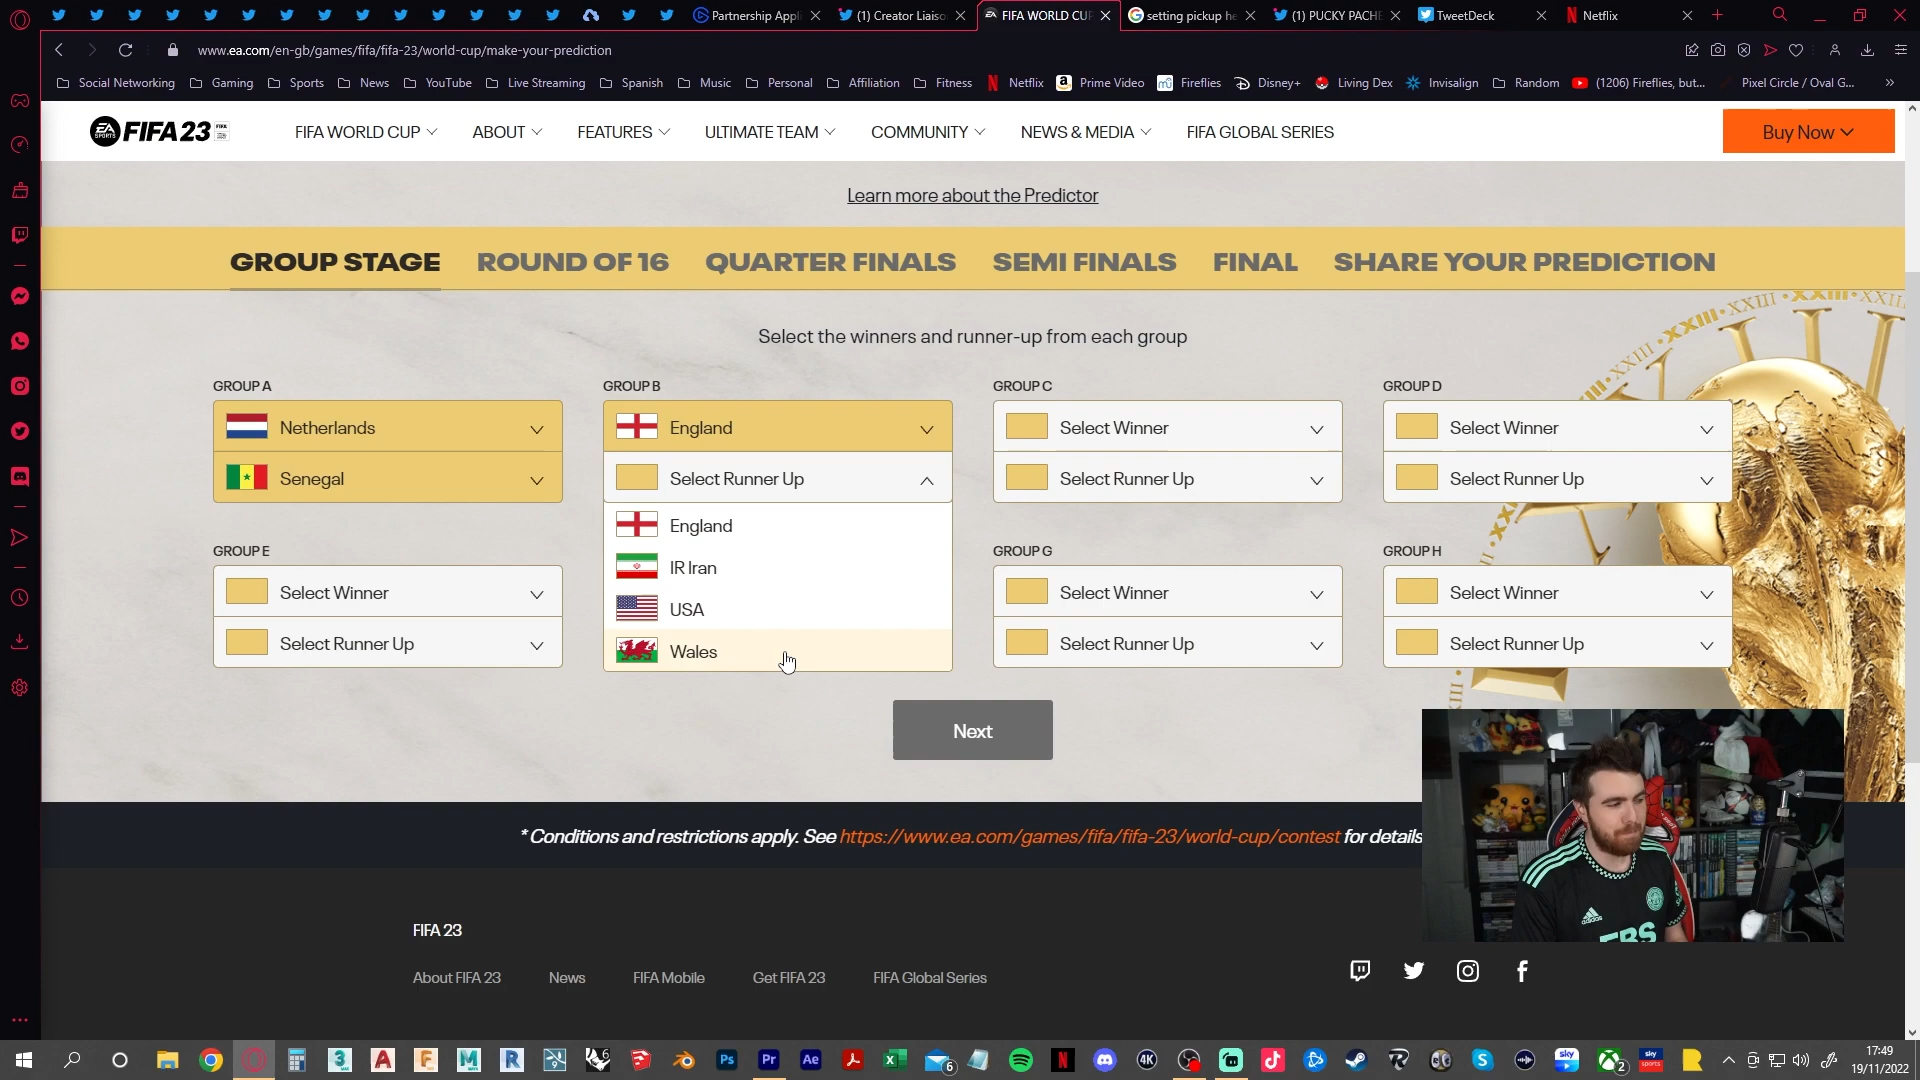 Partnership Appli
(1) Creator Liaiso
FIFA WORLD CUP
setting pickup he
(1) PUCKY PACHE
TweetDeck
Netflix
www.ea.com/en-gb/games/fifa/fifa-23/world-cup/make-your-prediction
Social Networking Gaming Sports News YouTube Live Streaming Spanish Music Personal Affiliation Fitness Netflix Prime Video Fireflies Disney+ Living Dex Invisalign Random (1206) Fireflies, but... Pixel Circle / Oval G...
EA SPORTS FIFA 23
FIFA WORLD CUP ABOUT FEATURES ULTIMATE TEAM COMMUNITY NEWS & MEDIA FIFA GLOBAL SERIES Buy Now
Learn more about the Predictor
GROUP STAGE ROUND OF 16 QUARTER FINALS SEMI FINALS FINAL SHARE YOUR PREDICTION
Select the winners and runner-up from each group
GROUP A GROUP B GROUP C GROUP D
Netherlands England Select Winner Select Winner
Senegal Select Runner Up Select Runner Up Select Runner Up
England
IR Iran
USA
Wales
GROUP E GROUP G GROUP H
Select Winner Select Winner Select Winner
Select Runner Up Select Runner Up Select Runner Up
Next
* Conditions and restrictions apply. See https://www.ea.com/games/fifa/fifa-23/world-cup/contest for details
FIFA 23
About FIFA 23 News FIFA Mobile Get FIFA 23 FIFA Global Series
17:49
19/11/2022